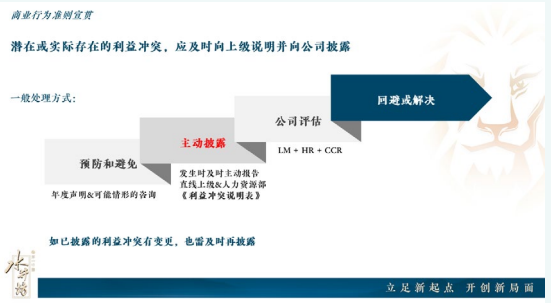 商业行为准则宣贯
潜在或实际存在的利益冲突，应及时向上级说明并向公司披露
一般处理方式：
回避或解决
公司评估
LM + HR + CCR
主动披露
发生时及时主动报告
直线上级&人力资源部
《利益冲突说明表》
预防和避免
年度声明&可能情形的咨询
如已披露的利益冲突有变更，也需及时再披露
水井坊
立足新起点 开创新局面